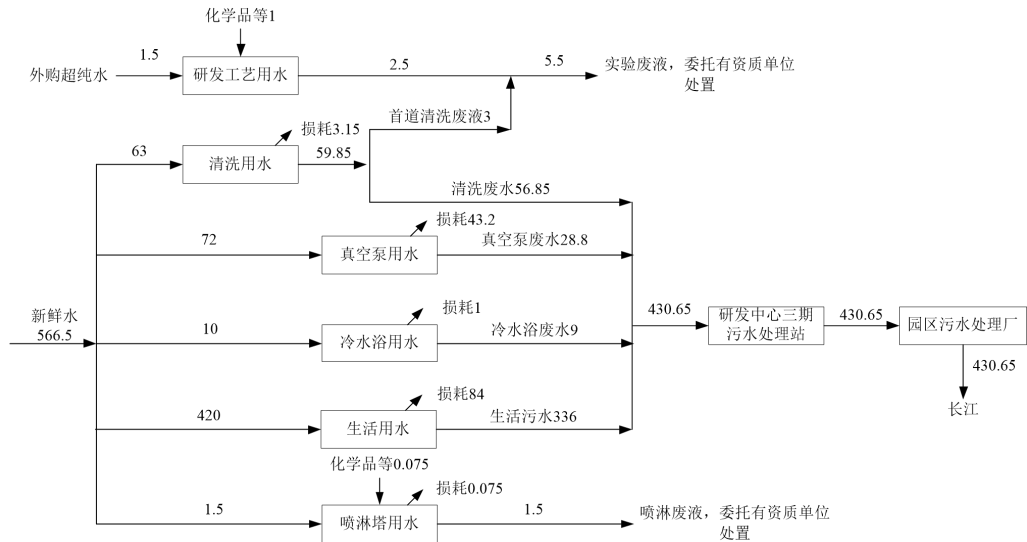 化学品等1
1.5
外购超纯水
研发工艺用水
2.5
5.5
实验废液，委托有资质单位
处置
首道清洗废液3
损耗3.15
63
清洗用水
59.85
清洗废水56.85
损耗43.2
72
真空泵用水
真空泵废水28.8
新鲜水
566.5
损耗1
10
冷水浴用水
冷水浴废水9
430.65
研发中心三期
污水处理站
430.65
园区污水处理厂
430.65
长江
损耗84
420
生活用水
生活污水336
化学品等0.075
损耗0.075
1.5
喷淋塔用水
1.5
喷淋废液，委托有资质单位
处置